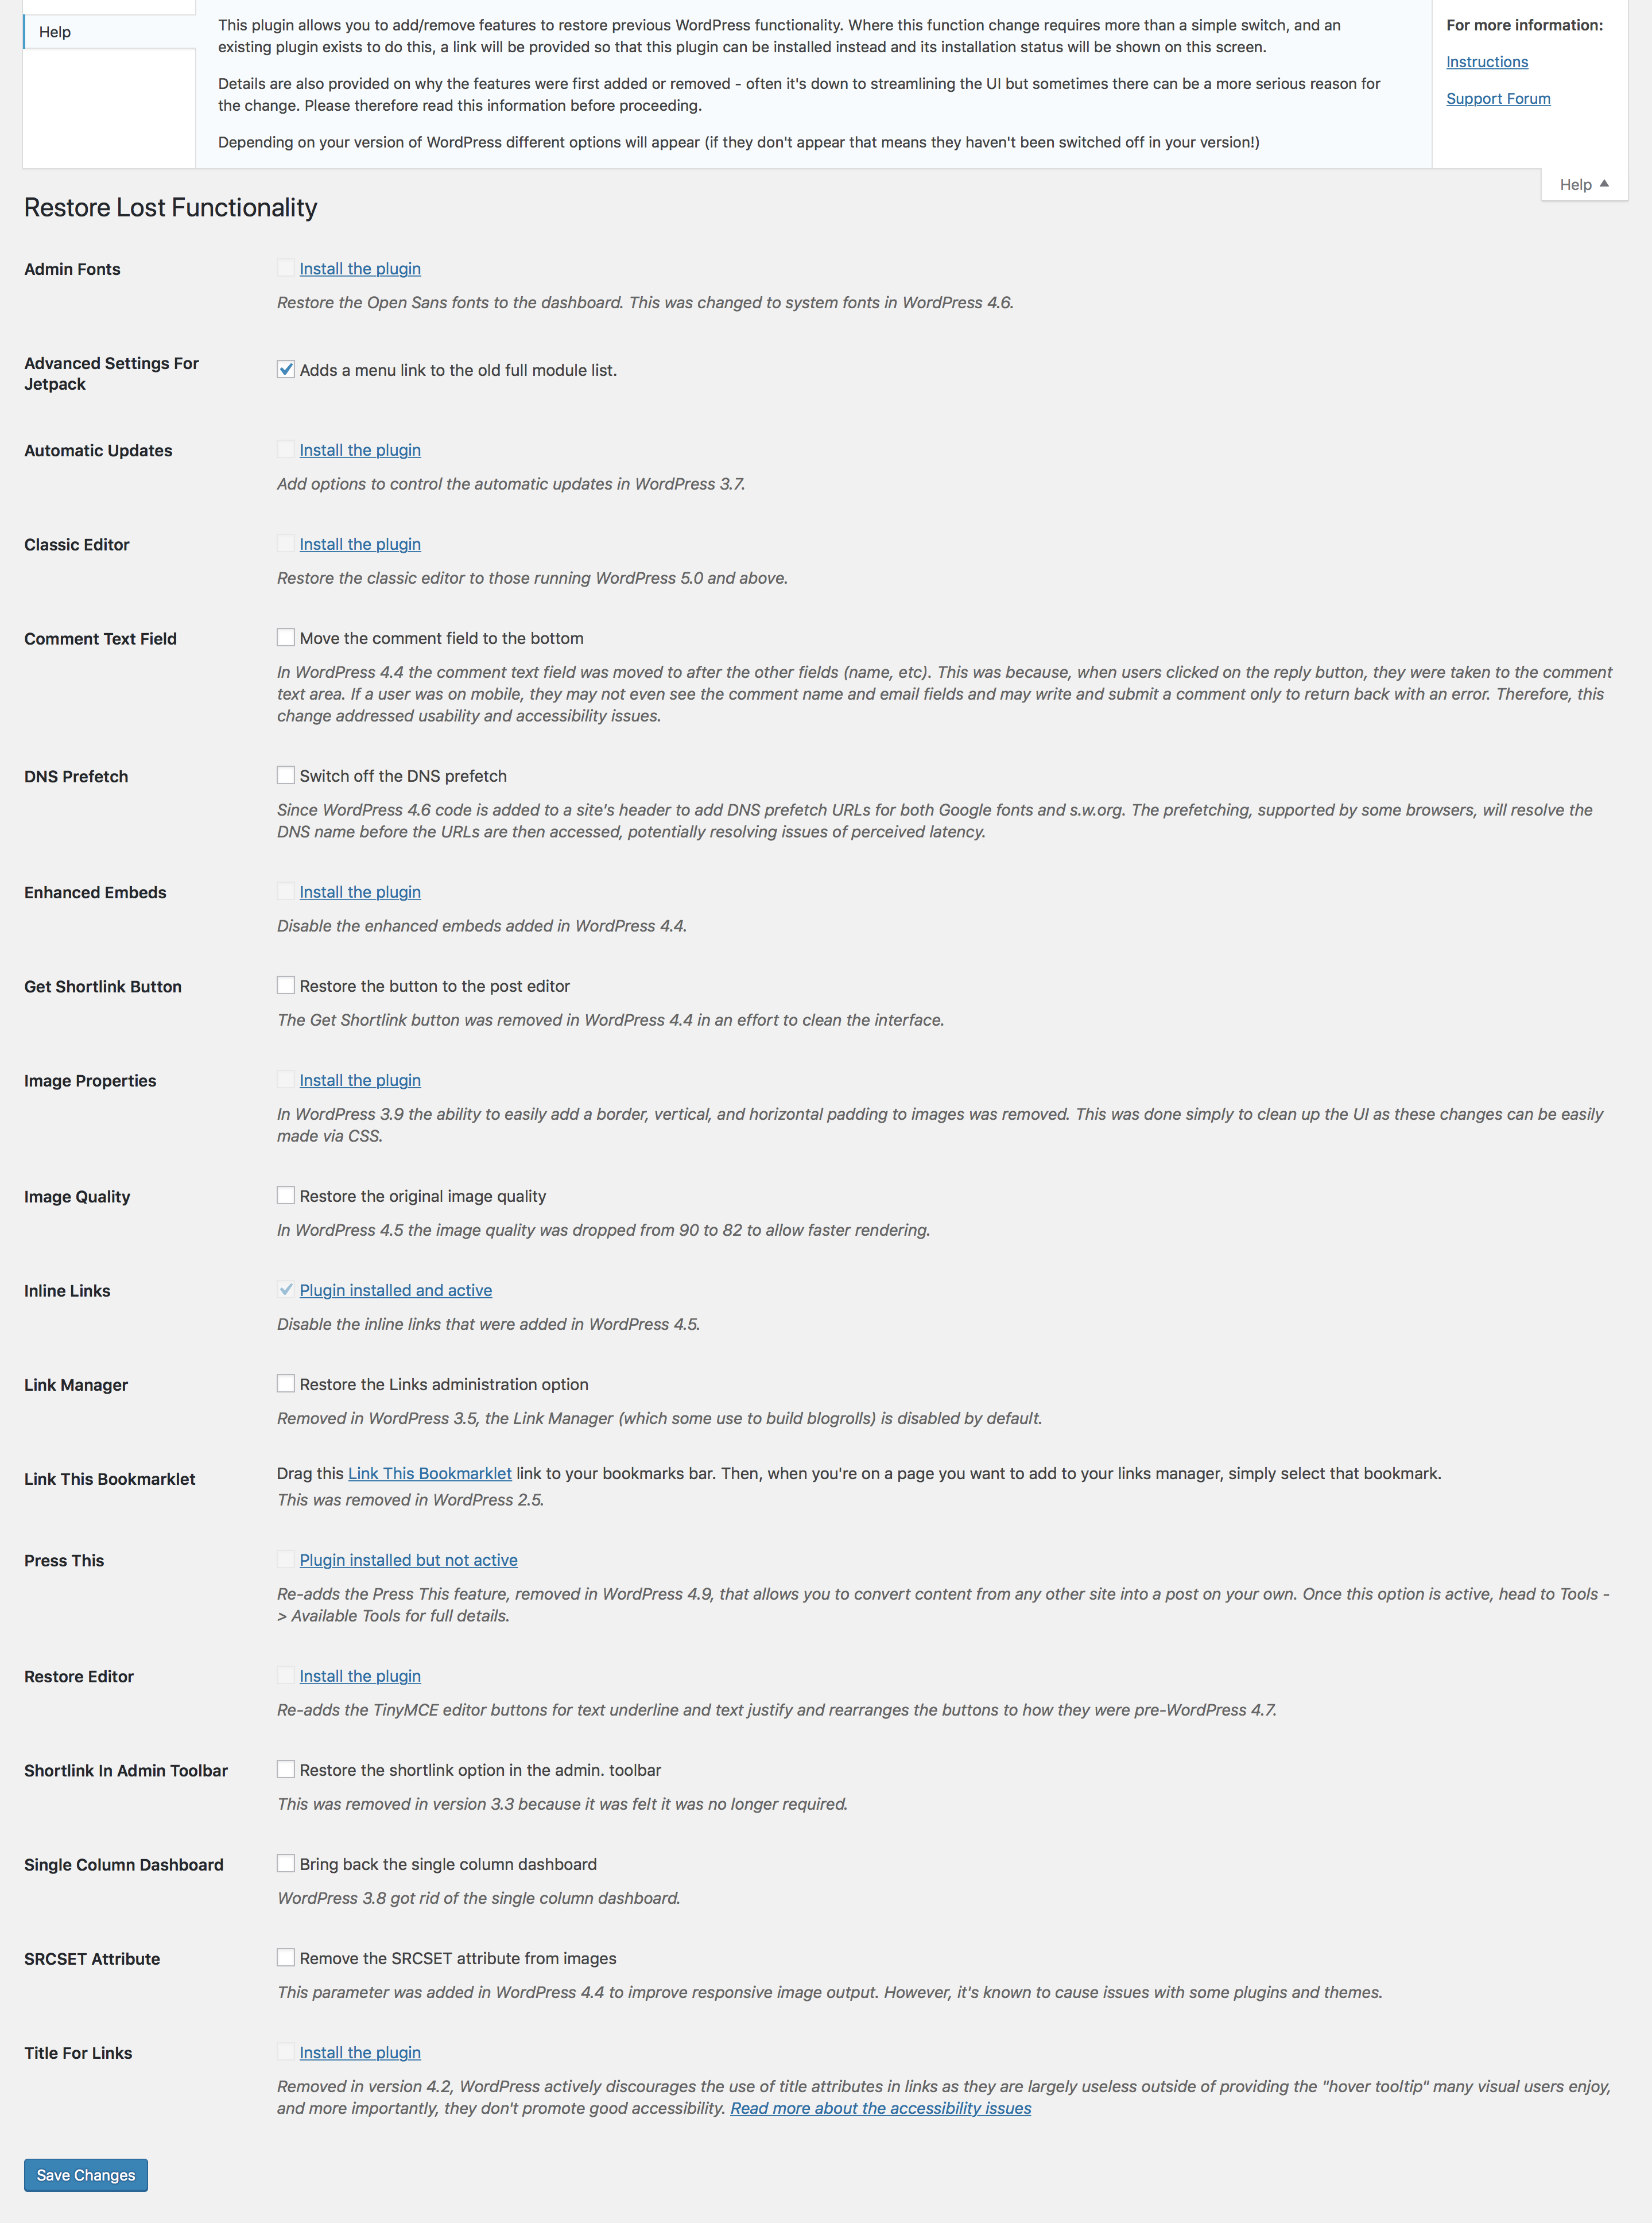 Help
This plugin allows you to add/remove features to restore previous WordPress functionality. Where this function change requires more than a simple switch, and an
existing plugin exists to do this, a link will be provided so that this plugin can be installed instead and its installation status will be shown on this screen.
Details are also provided on why the features were first added or removed - often it's down to streamlining the UI but sometimes there can be a more serious reason for
the change. Please therefore read this information before proceeding.
Depending on your version of WordPress different options will appear (if they don't appear that means they haven't been switched off in your version!)
For more information:
Instructions
Support Forum
Help
Restore Lost Functionality
Admin Fonts
Install the plugin
Restore the Open Sans fonts to the dashboard. This was changed to system fonts in WordPress 4.6.
Advanced Settings For
Jetpack
Adds a menu link to the old full module list.
Automatic Updates
Install the plugin
Add options to control the automatic updates in WordPress 3.7.
Classic Editor
Install the plugin
Restore the classic editor to those running WordPress 5.0 and above.
Comment Text Field
Move the comment field to the bottom
In WordPress 4.4 the comment text field was moved to after the other fields (name, etc). This was because, when users clicked on the reply button, they were taken to the comment
text area. If a user was on mobile, they may not even see the comment name and email fields and may write and submit a comment only to return back with an error. Therefore, this
change addressed usability and accessibility issues.
DNS Prefetch
Switch off the DNS prefetch
Since WordPress 4.6 code is added to a site's header to add DNS prefetch URLs for both Google fonts and s.w.org. The prefetching, supported by some browsers, will resolve the
DNS name before the URLs are then accessed, potentially resolving issues of perceived latency.
Enhanced Embeds
Install the plugin
Disable the enhanced embeds added in WordPress 4.4.
Get Shortlink Button
Restore the button to the post editor
The Get Shortlink button was removed in WordPress 4.4 in an effort to clean the interface.
Image Properties
Install the plugin
In WordPress 3.9 the ability to easily add a border, vertical, and horizontal padding to images was removed. This was done simply to clean up the UI as these changes can be easily
made via CSS.
Image Quality
Restore the original image quality
In WordPress 4.5 the image quality was dropped from 90 to 82 to allow faster rendering.
Inline Links
Plugin installed and active
Disable the inline links that were added in WordPress 4.5.
Link Manager
Restore the Links administration option
Removed in WordPress 3.5, the Link Manager (which some use to build blogrolls) is disabled by default.
Link This Bookmarklet
Drag this Link This Bookmarklet link to your bookmarks bar. Then, when you're on a page you want to add to your links manager, simply select that bookmark.
This was removed in WordPress 2.5.
Press This
Plugin installed but not active
Re-adds the Press This feature, removed in WordPress 4.9, that allows you to convert content from any other site into a post on your own. Once this option is active, head to Tools -
> Available Tools for full details.
Restore Editor
Install the plugin
Re-adds the TinyMCE editor buttons for text underline and text justify and rearranges the buttons to how they were pre-WordPress 4.7.
Shortlink In Admin Toolbar
Restore the shortlink option in the admin. toolbar
This was removed in version 3.3 because it was felt it was no longer required.
Single Column Dashboard
Bring back the single column dashboard
WordPress 3.8 got rid of the single column dashboard.
SRCSET Attribute
Remove the SRCSET attribute from images
This parameter was added in WordPress 4.4 to improve responsive image output. However, it's known to cause issues with some plugins and themes.
Title For Links
Install the plugin
Removed in version 4.2, WordPress actively discourages the use of title attributes in links as they are largely useless outside of providing the "hover tooltip" many visual users enjoy,
and more importantly, they don't promote good accessibility. Read more about the accessibility issues
Save Changes